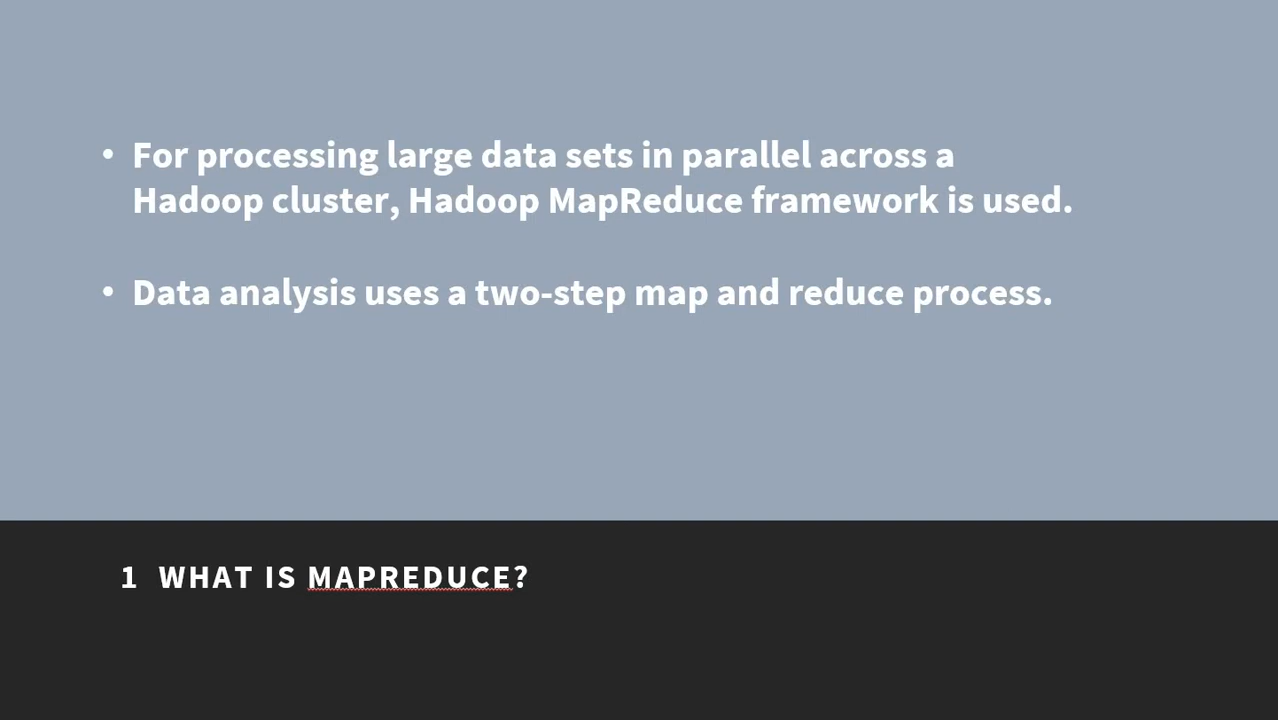 • For processing large data sets in parallel across a
Hadoop cluster, Hadoop MapReduce framework is used.
• Data analysis uses a two-step map and reduce process.
1 WHAT IS MAPREDUCE?